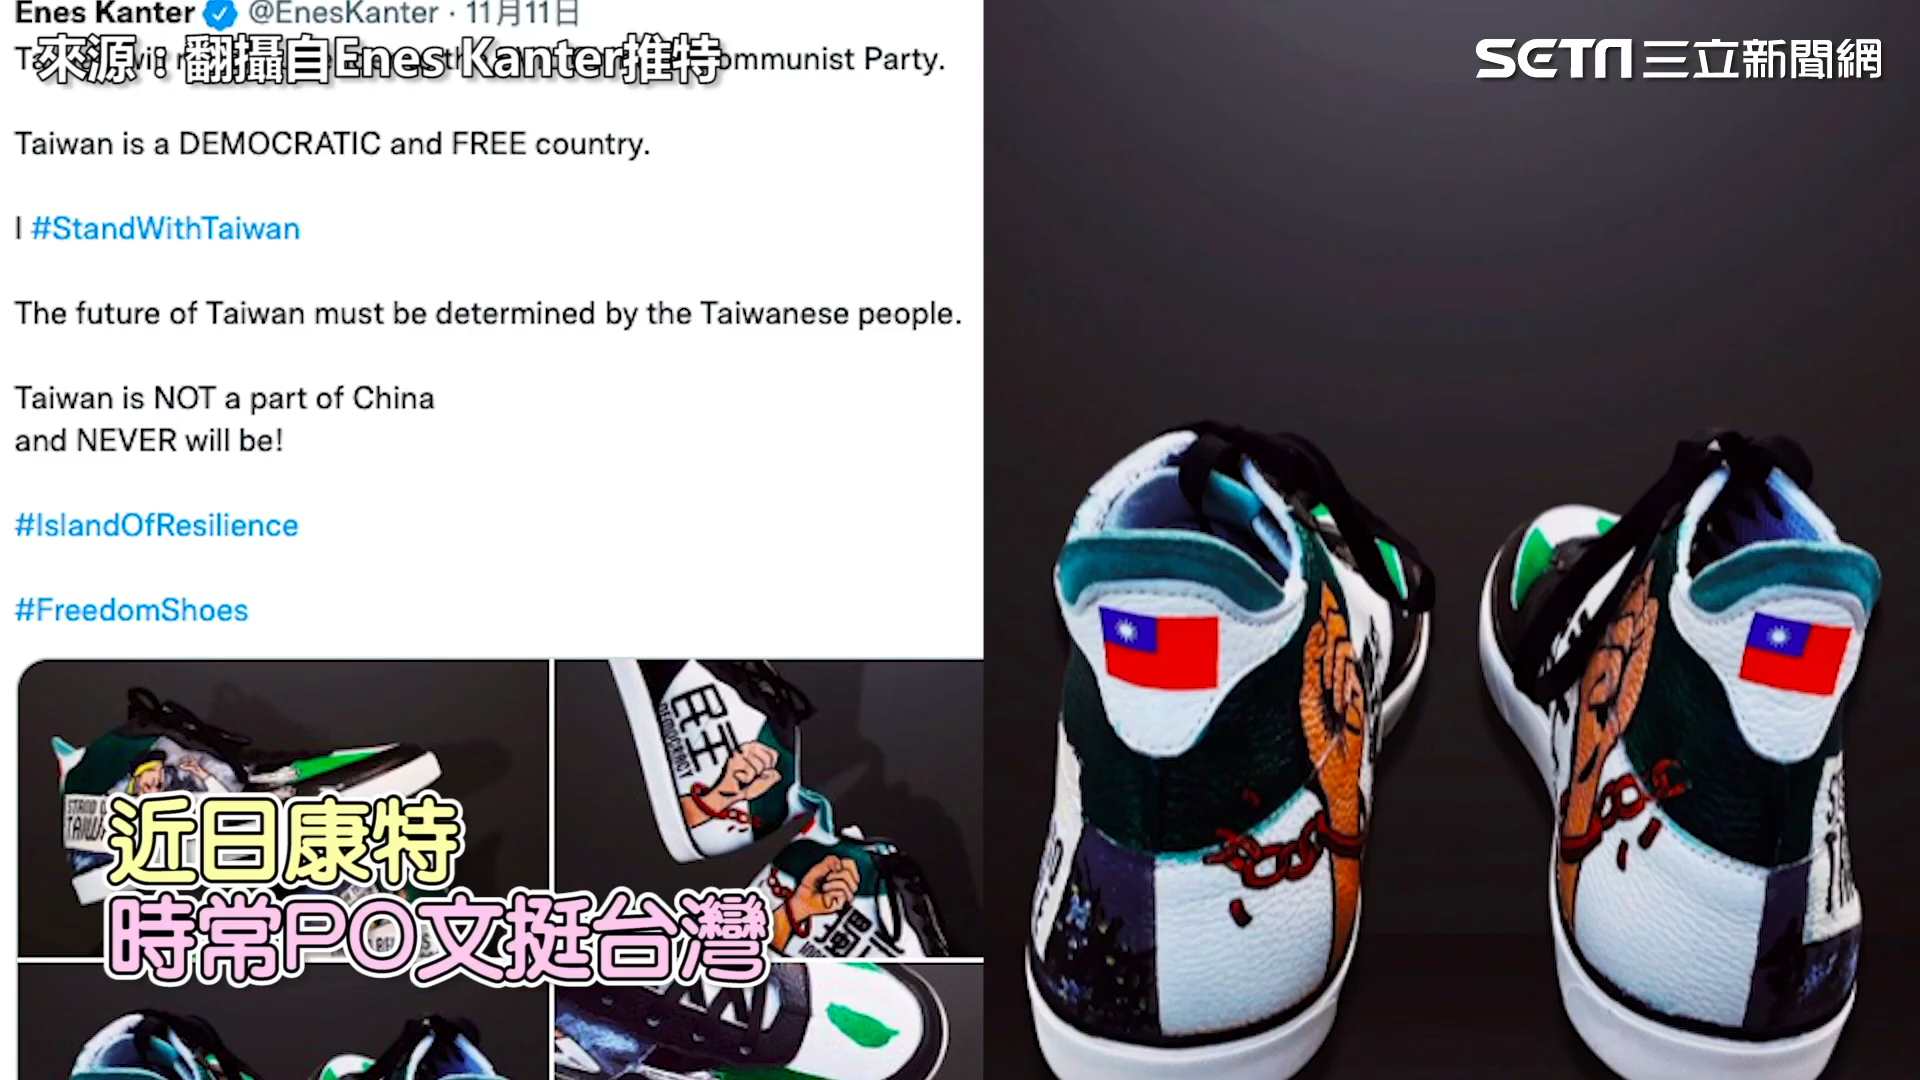 Enes Kanter @EnesKanter · 11月11日
來源：翻攝自Enes Kanter推特
ommunist Party.
SETN三立新聞網
Taiwan is a DEMOCRATIC and FREE country.
I #StandWithTaiwan
The future of Taiwan must be determined by the Taiwanese people.
Taiwan is NOT a part of China
and NEVER will be!
#IslandOfResilience
#FreedomShoes
民主
DEMOCRACY
STAND
TAIW
近日康特
時常PO文挺台灣